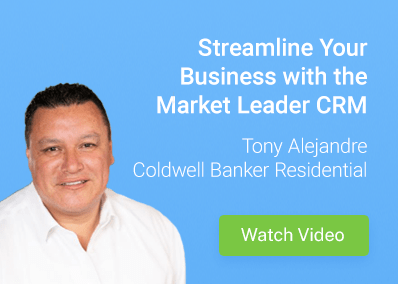 Streamline Your
Business with the
Market Leader CRM
Tony Alejandre
Coldwell Banker Residential
Watch Video